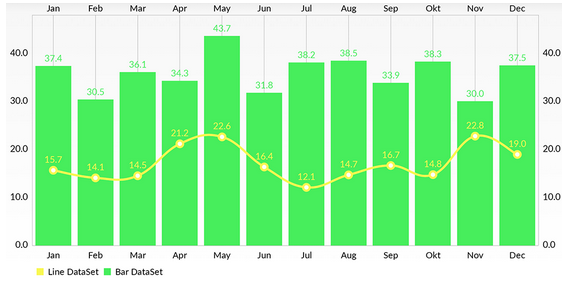 Jan Feb Mar Apr May Jun Jul Aug Sep Okt Nov Dec
43.7
40.0 37.4 36.1 38.2 38.5 38.3 37.5 40.0
30.5 34.3 31.8 33.9 30.0
30.0 30.0
21.2 22.6 22.8
20.0 20.0
15.7 14.1 14.5 16.4 12.1 14.7 16.7 14.8 19.0
10.0 10.0
0.0 0.0
Jan Feb Mar Apr May Jun Jul Aug Sep Okt Nov Dec
Line DataSet Bar DataSet